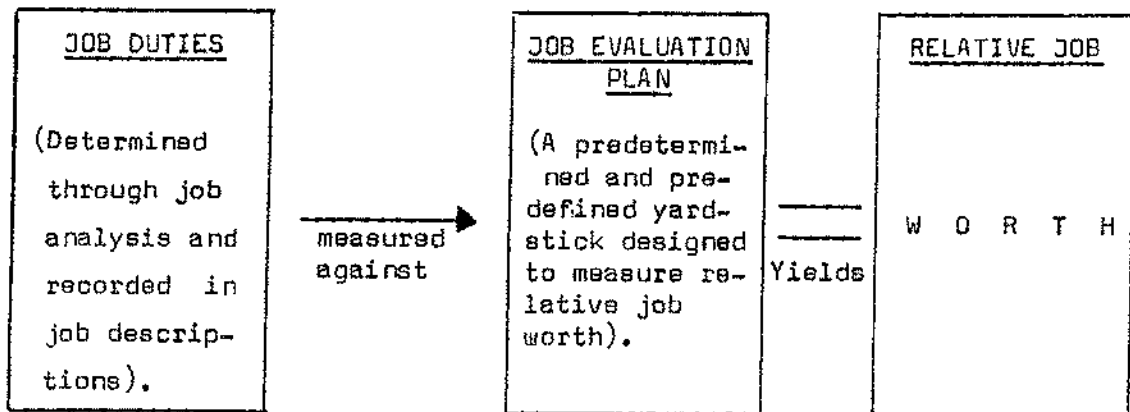 JOB DUTIES
(Determined
through job
analysis and
recorded in
job descrip-
tions).
measured
against
JOB EVALUATION
PLAN
(A predetermi-
ned and pre-
defined yard-
stick designed
to measure re-
lative job
worth).
Yields
RELATIVE JOB
W O R T H